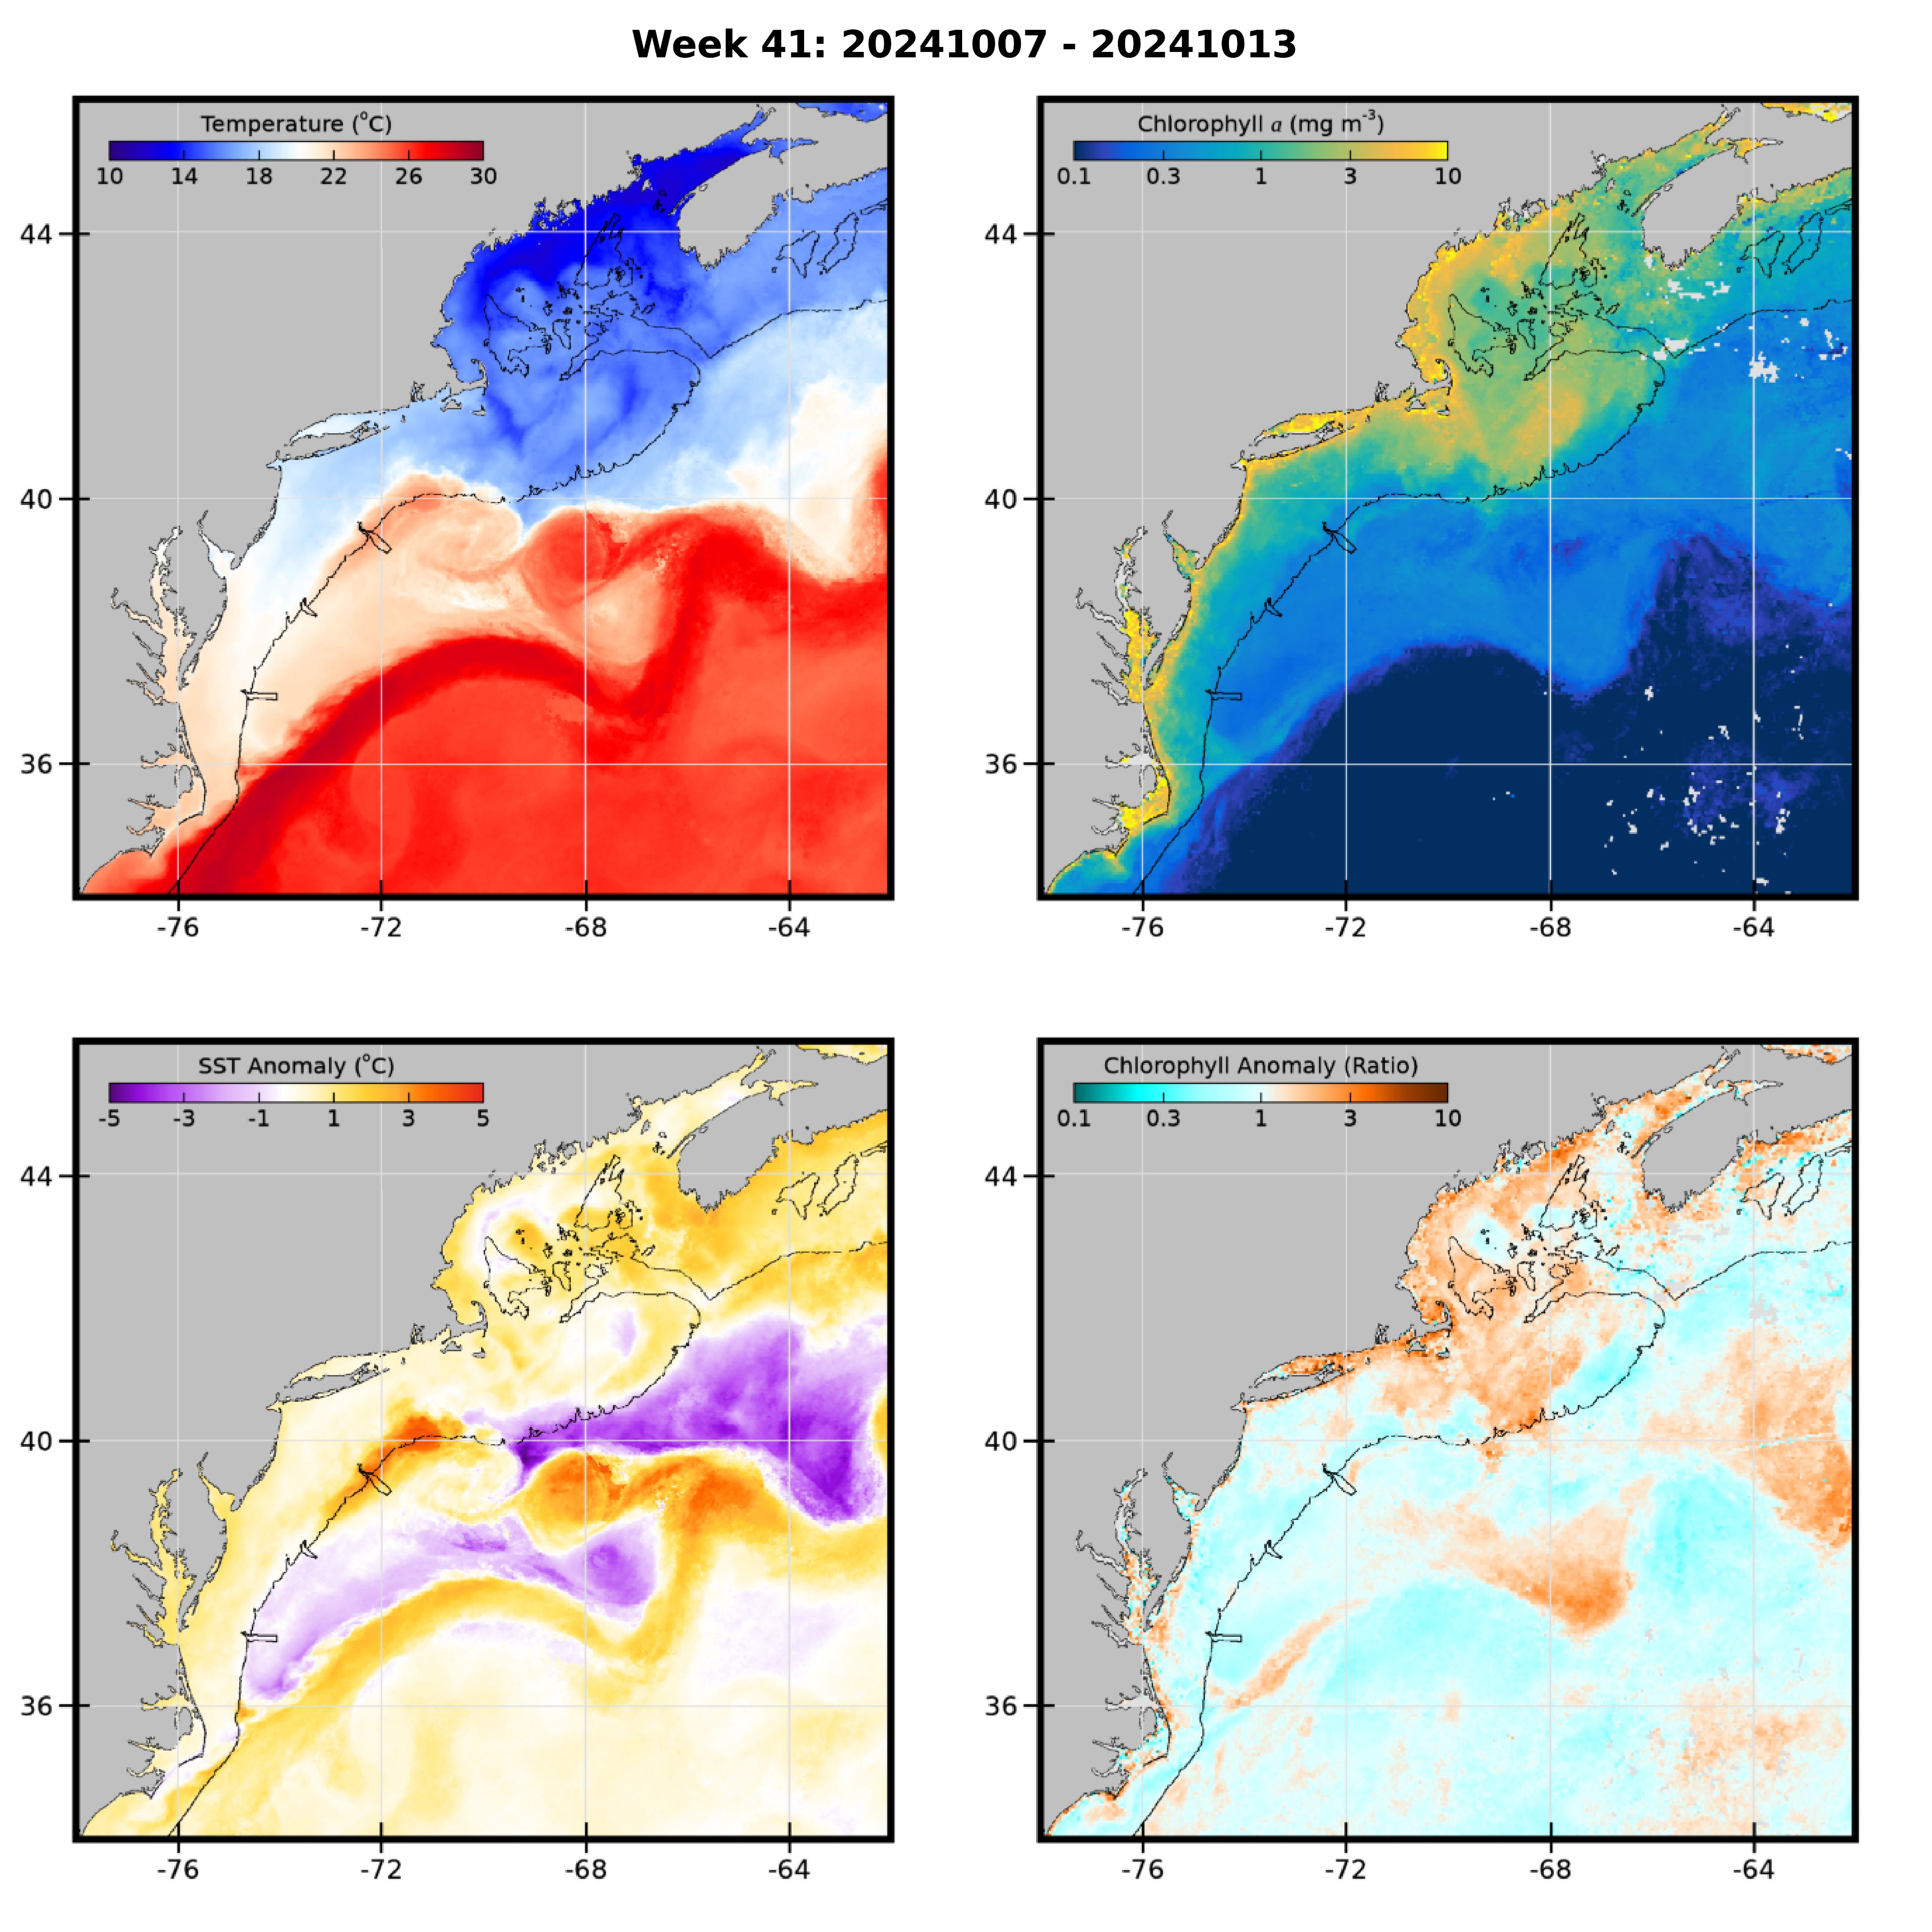 Week 41: 20241007 - 20241013
Temperature (°C)
10 14 18 22 26 30
44
40
36
-76 -72 -68 -64
Chlorophyll a (mg m⁻³)
0.1 0.3 1 3 10
44
40
36
-76 -72 -68 -64
SST Anomaly (°C)
-5 -3 -1 1 3 5
44
40
36
-76 -72 -68 -64
Chlorophyll Anomaly (Ratio)
0.1 0.3 1 3 10
44
40
36
-76 -72 -68 -64